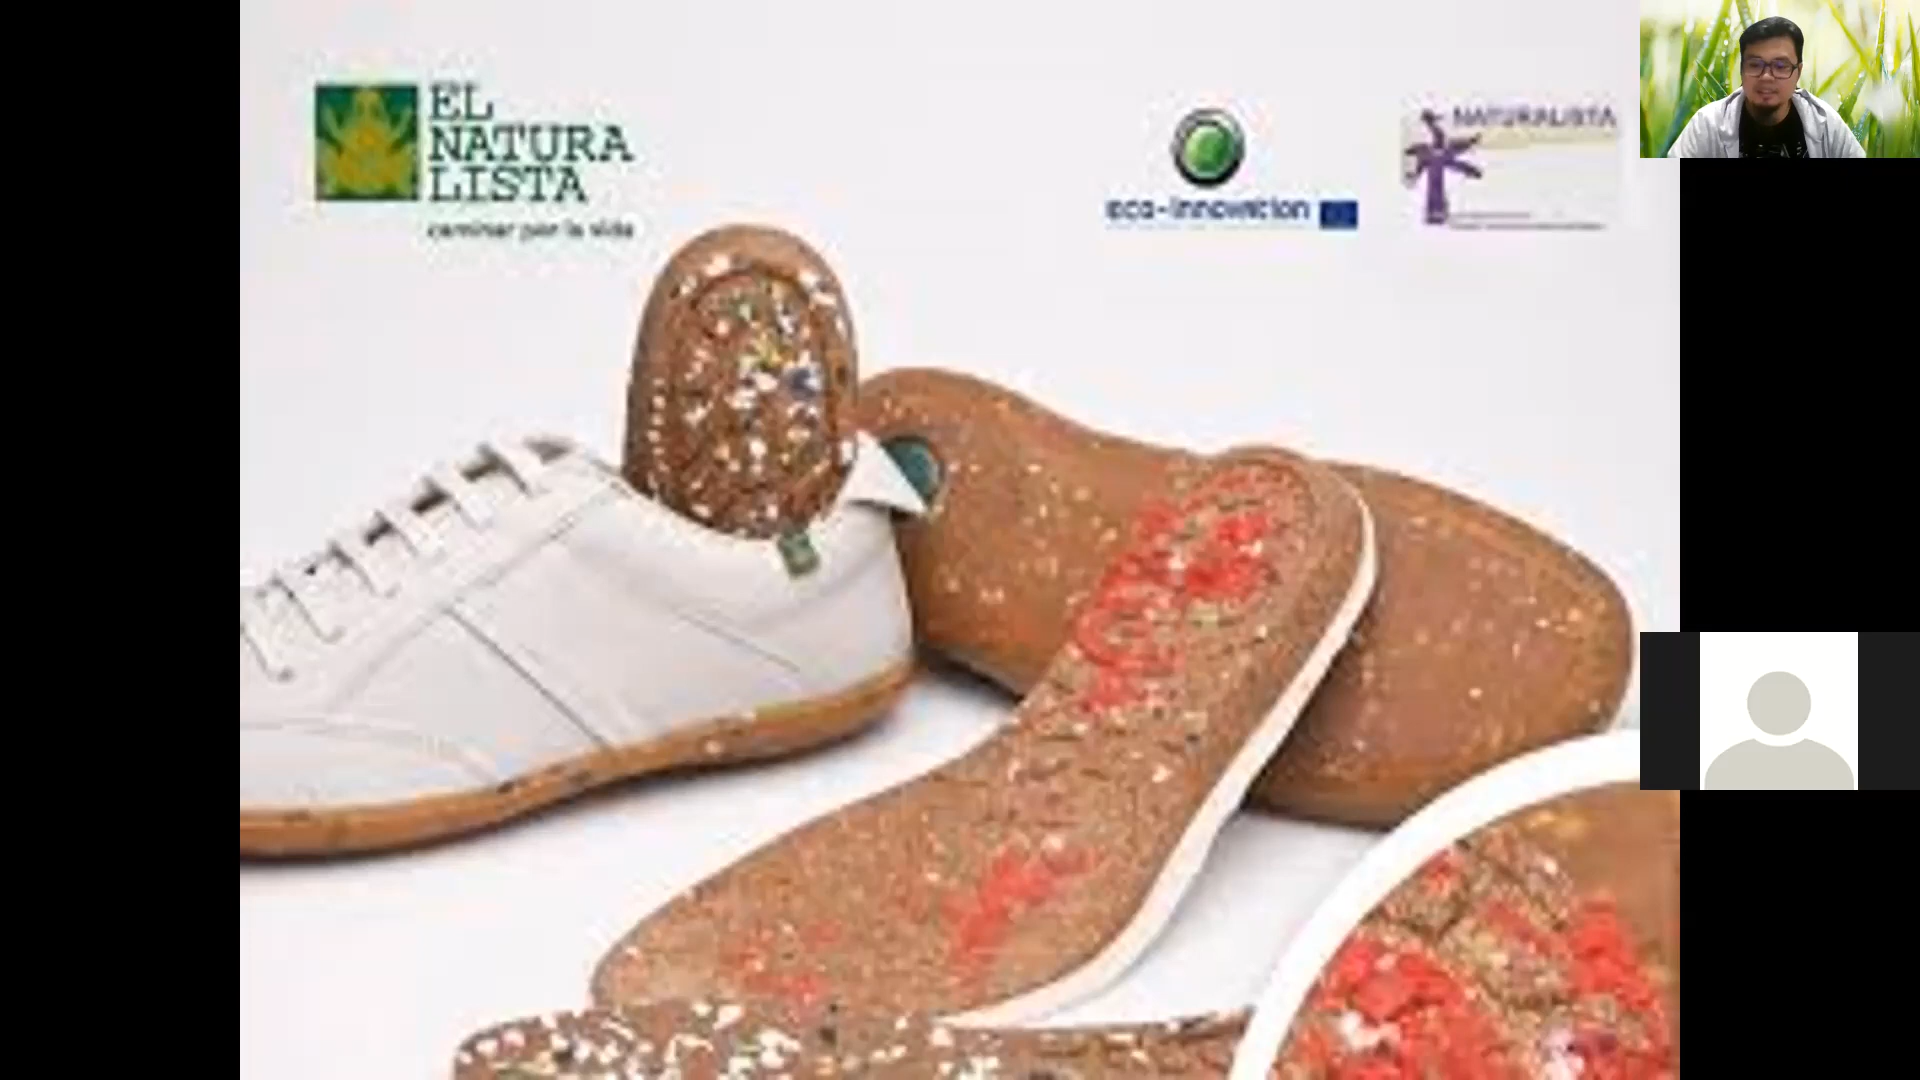 EL
NATURA
LISTA
caminar por la vida
eco-innovation
NATURALISTA